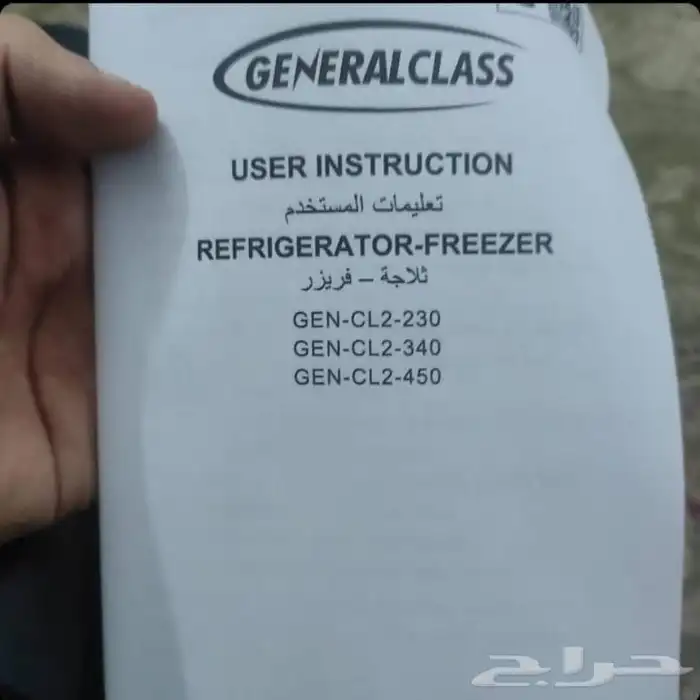 GENERALCLASS
USER INSTRUCTION
تعليمات المستخدم
REFRIGERATOR-FREEZER
ثلاجة – فريزر
GEN-CL2-230
GEN-CL2-340
GEN-CL2-450
حراج